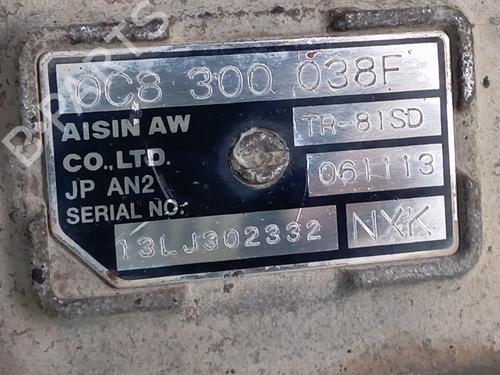 0C8 300 038F
AISIN AW
CO.,LTD.
JP AN2
SERIAL NO.
TR-81SD
061113
13LJ302332
NXK